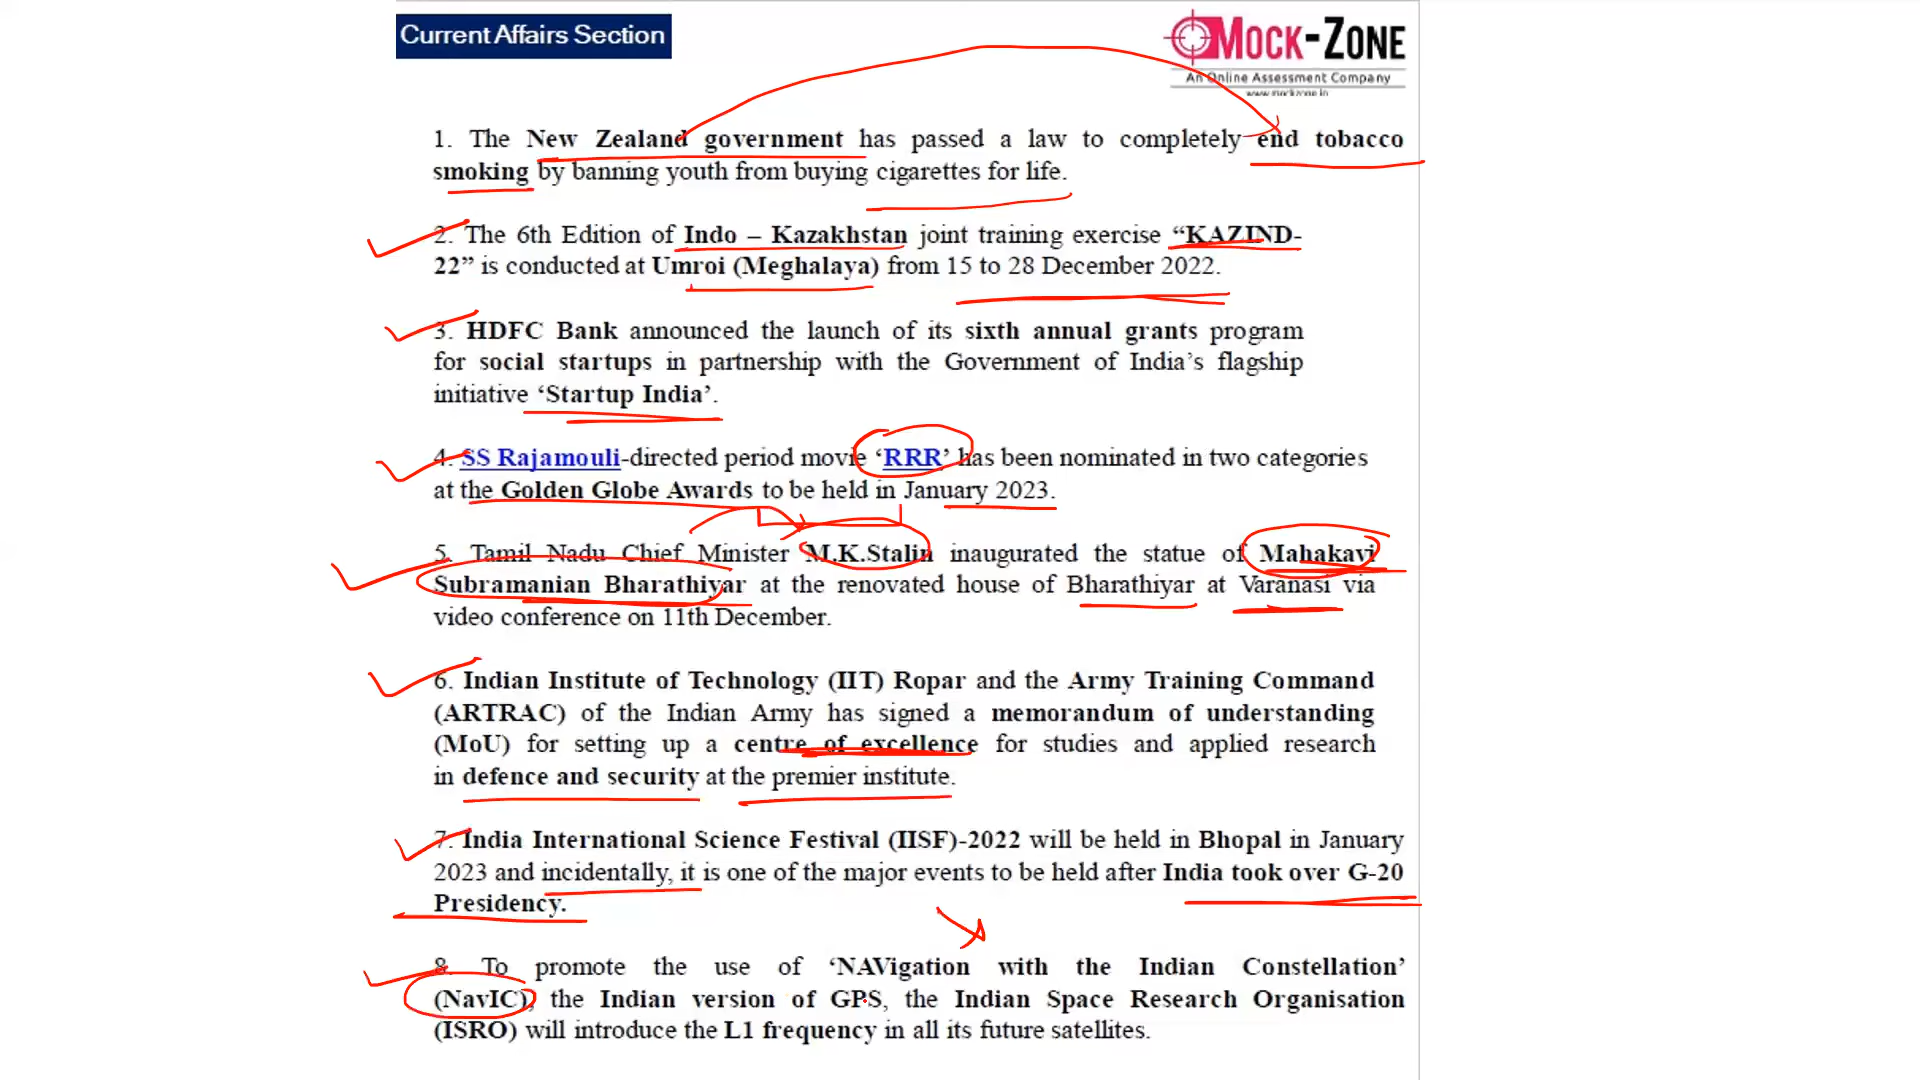 Current Affairs Section
MOCK-ZONE
An Online Assessment Company
www.mockzone.in
1. The New Zealand government has passed a law to completely end tobacco
smoking by banning youth from buying cigarettes for life.
2. The 6th Edition of Indo – Kazakhstan joint training exercise “KAZIND-
22” is conducted at Umroi (Meghalaya) from 15 to 28 December 2022.
3. HDFC Bank announced the launch of its sixth annual grants program
for social startups in partnership with the Government of India’s flagship
initiative ‘Startup India’.
4. SS Rajamouli-directed period movie ‘RRR’ has been nominated in two categories
at the Golden Globe Awards to be held in January 2023.
5. Tamil Nadu Chief Minister M.K.Stalin inaugurated the statue of Mahakavi
Subramanian Bharathiyar at the renovated house of Bharathiyar at Varanasi via
video conference on 11th December.
6. Indian Institute of Technology (IIT) Ropar and the Army Training Command
(ARTRAC) of the Indian Army has signed a memorandum of understanding
(MoU) for setting up a centre of excellence for studies and applied research
in defence and security at the premier institute.
7. India International Science Festival (IISF)-2022 will be held in Bhopal in January
2023 and incidentally, it is one of the major events to be held after India took over G-20
Presidency.
8. To promote the use of ‘NAVigation with the Indian Constellation’
(NavIC), the Indian version of GPS, the Indian Space Research Organisation
(ISRO) will introduce the L1 frequency in all its future satellites.